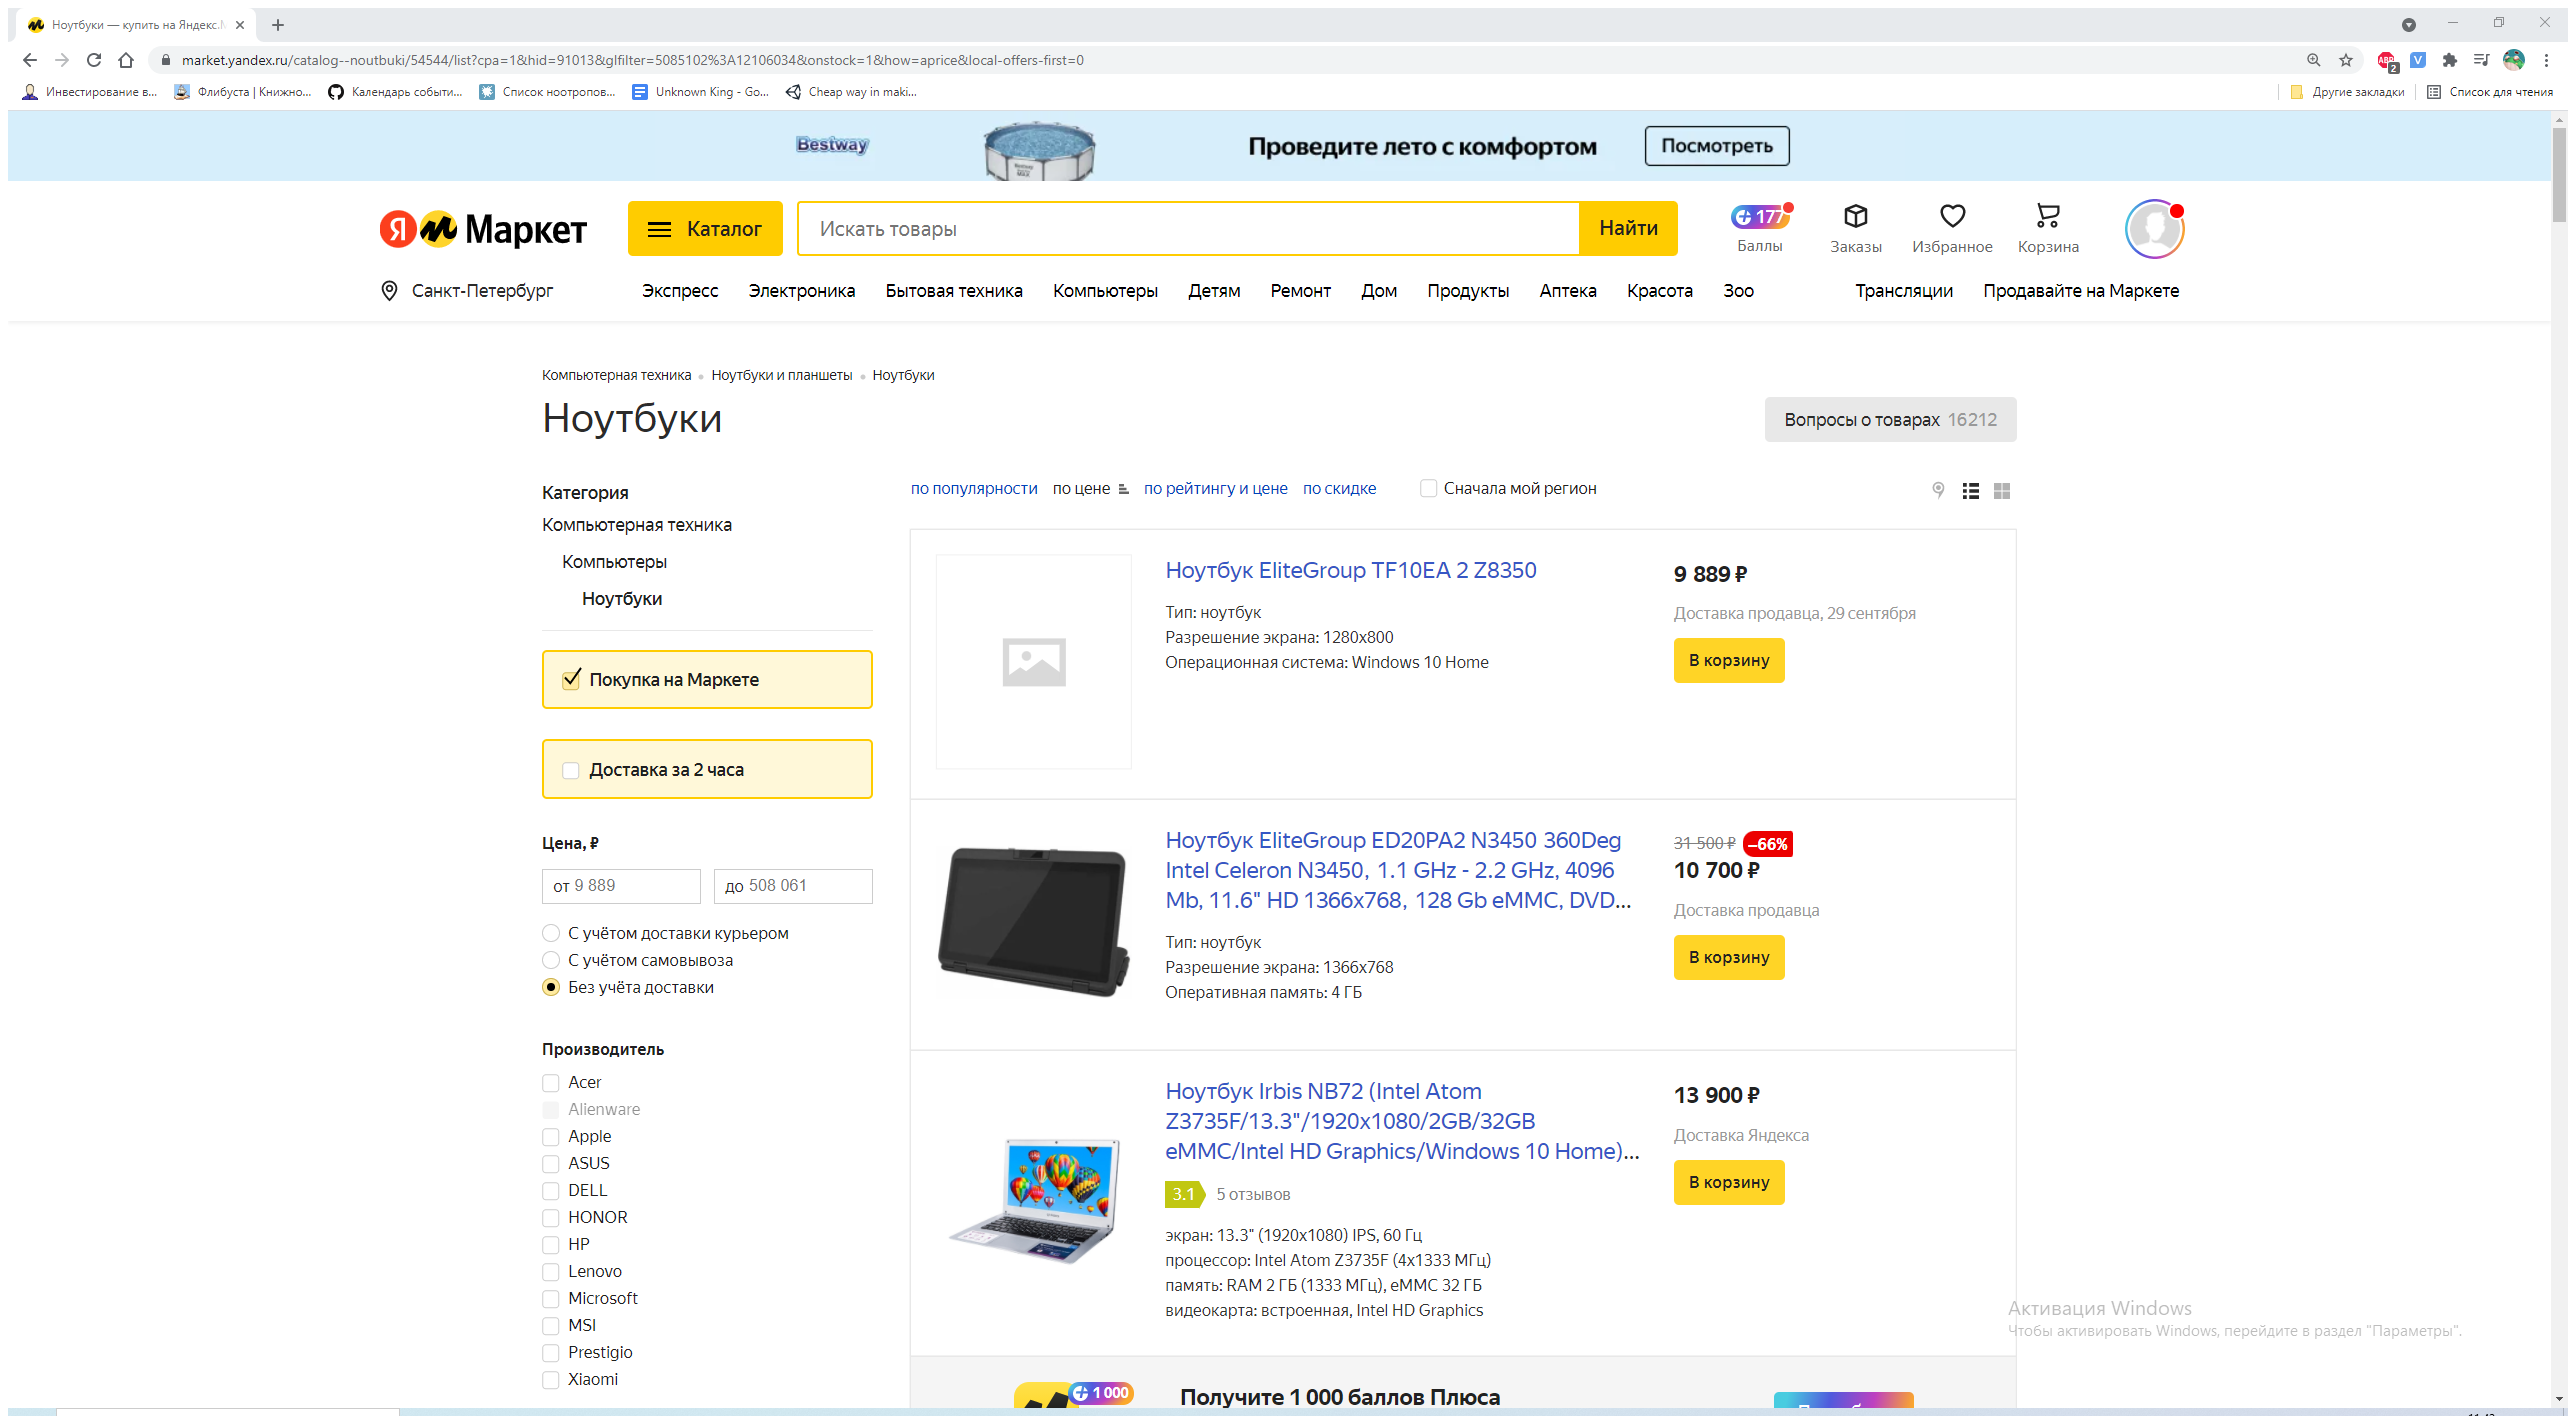 Ноутбуки — купить на Яндекс.М
market.yandex.ru/catalog--noutbuki/54544/list?cpa=1&hid=91013&glfilter=5085102%3A12106034&onstock=1&how=aprice&local-offers-first=0
ABP 2
V
Инвестирование в...
Флибуста | Книжно...
Календарь событи...
Список ноотропов...
Unknown King - Go...
Cheap way in maki...
Другие закладки
Список для чтения
Bestway
Проведите лето с комфортом
Посмотреть
Я Маркет
Каталог
Искать товары
Найти
177
Баллы
Заказы
Избранное
Корзина
Санкт-Петербург
Экспресс
Электроника
Бытовая техника
Компьютеры
Детям
Ремонт
Дом
Продукты
Аптека
Красота
Зоо
Трансляции
Продавайте на Маркете
Компьютерная техника
Ноутбуки и планшеты
Ноутбуки
Ноутбуки
Вопросы о товарах 16212
Категория
Компьютерная техника
Компьютеры
Ноутбуки
Покупка на Маркете
Доставка за 2 часа
Цена, ₽
от 9 889
до 508 061
С учётом доставки курьером
С учётом самовывоза
Без учёта доставки
Производитель
Acer
Alienware
Apple
ASUS
DELL
HONOR
HP
Lenovo
Microsoft
MSI
Prestigio
Xiaomi
по популярности
по цене
по рейтингу и цене
по скидке
Сначала мой регион
Ноутбук EliteGroup TF10EA 2 Z8350
Тип: ноутбук
Разрешение экрана: 1280x800
Операционная система: Windows 10 Home
9 889 ₽
Доставка продавца, 29 сентября
В корзину
Ноутбук EliteGroup ED20PA2 N3450 360Deg
Intel Celeron N3450, 1.1 GHz - 2.2 GHz, 4096
Mb, 11.6" HD 1366x768, 128 Gb eMMC, DVD...
Тип: ноутбук
Разрешение экрана: 1366x768
Оперативная память: 4 ГБ
31 500 ₽ –66%
10 700 ₽
Доставка продавца
В корзину
Ноутбук Irbis NB72 (Intel Atom
Z3735F/13.3"/1920x1080/2GB/32GB
eMMC/Intel HD Graphics/Windows 10 Home)...
3.1 5 отзывов
экран: 13.3" (1920x1080) IPS, 60 Гц
процессор: Intel Atom Z3735F (4x1333 МГц)
память: RAM 2 ГБ (1333 МГц), eMMC 32 ГБ
видеокарта: встроенная, Intel HD Graphics
13 900 ₽
Доставка Яндекса
В корзину
Активация Windows
Чтобы активировать Windows, перейдите в раздел "Параметры".
1 000
Получите 1 000 баллов Плюса